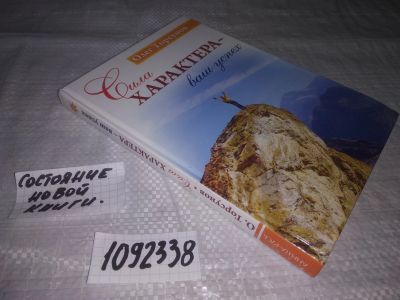 Олег Торсунов
Сила
ХАРАКТЕРА-
ваш успех
О. Торсунов • Сила ХАРАКТЕРА - ваш успех
СОСТОЯНИЕ
НОВОЙ
КНИГИ.
1092338